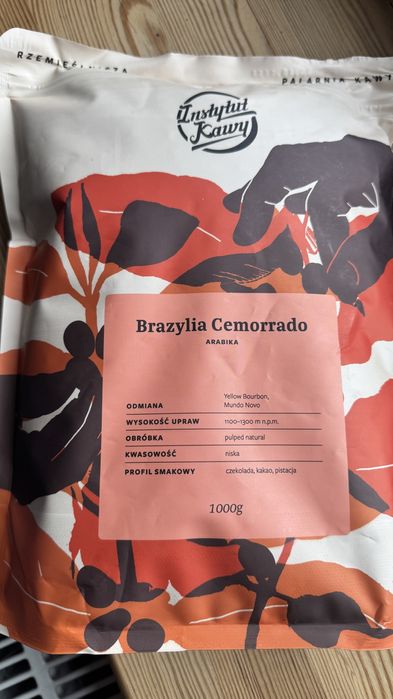 RZEMIEŚLNICZA
PALARNIA KAWY
Instytut
Kawy
Brazylia Cemorrado
ARABIKA
ODMIANA Yellow Bourbon,
Mundo Novo
WYSOKOŚĆ UPRAW 1100–1300 m n.p.m.
OBRÓBKA pulped natural
KWASOWOŚĆ niska
PROFIL SMAKOWY czekolada, kakao, pistacja
1000g